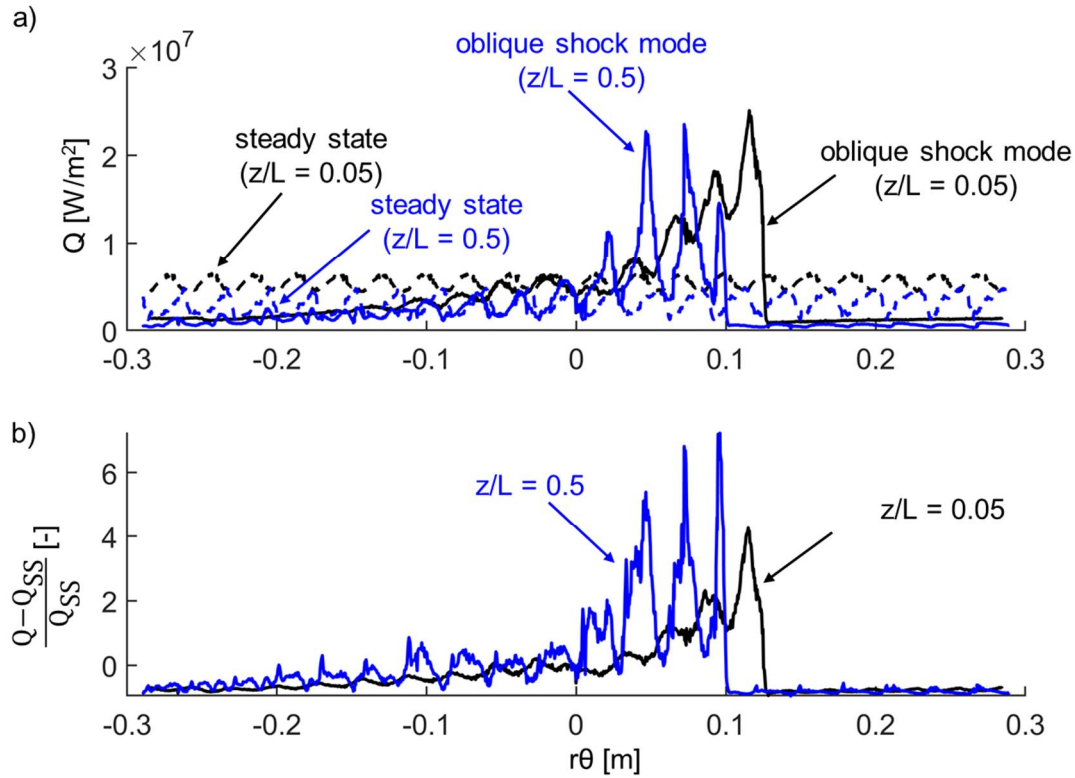 a)
×10⁷
3
2
1
0
Q [W/m²]
oblique shock mode
(z/L = 0.5)
steady state
(z/L = 0.05)
steady state
(z/L = 0.5)
oblique shock mode
(z/L = 0.05)
-0.3 -0.2 -0.1 0 0.1 0.2 0.3
b)
6
4
2
0
Q−Q_SS
Q_SS
[-]
z/L = 0.5
z/L = 0.05
-0.3 -0.2 -0.1 0 0.1 0.2 0.3
rθ [m]